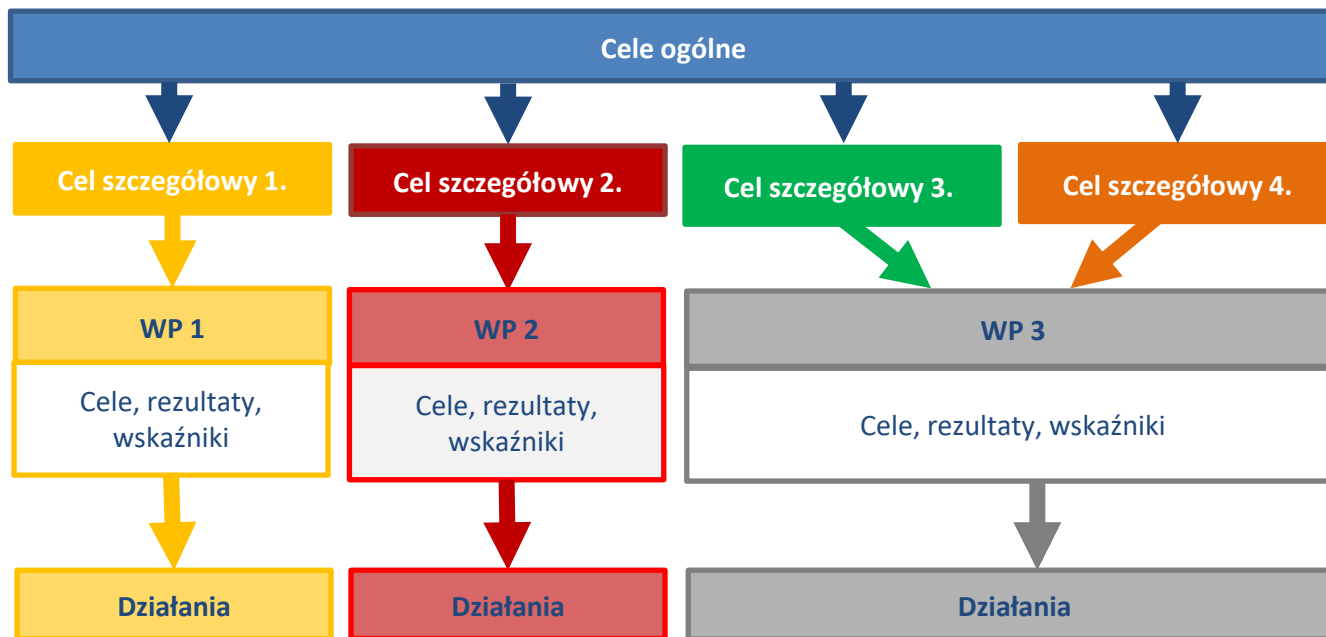 Cele ogólne
Cel szczegółowy 1.
Cel szczegółowy 2.
Cel szczegółowy 3.
Cel szczegółowy 4.
WP 1
WP 2
WP 3
Cele, rezultaty,
wskaźniki
Cele, rezultaty,
wskaźniki
Cele, rezultaty, wskaźniki
Działania
Działania
Działania